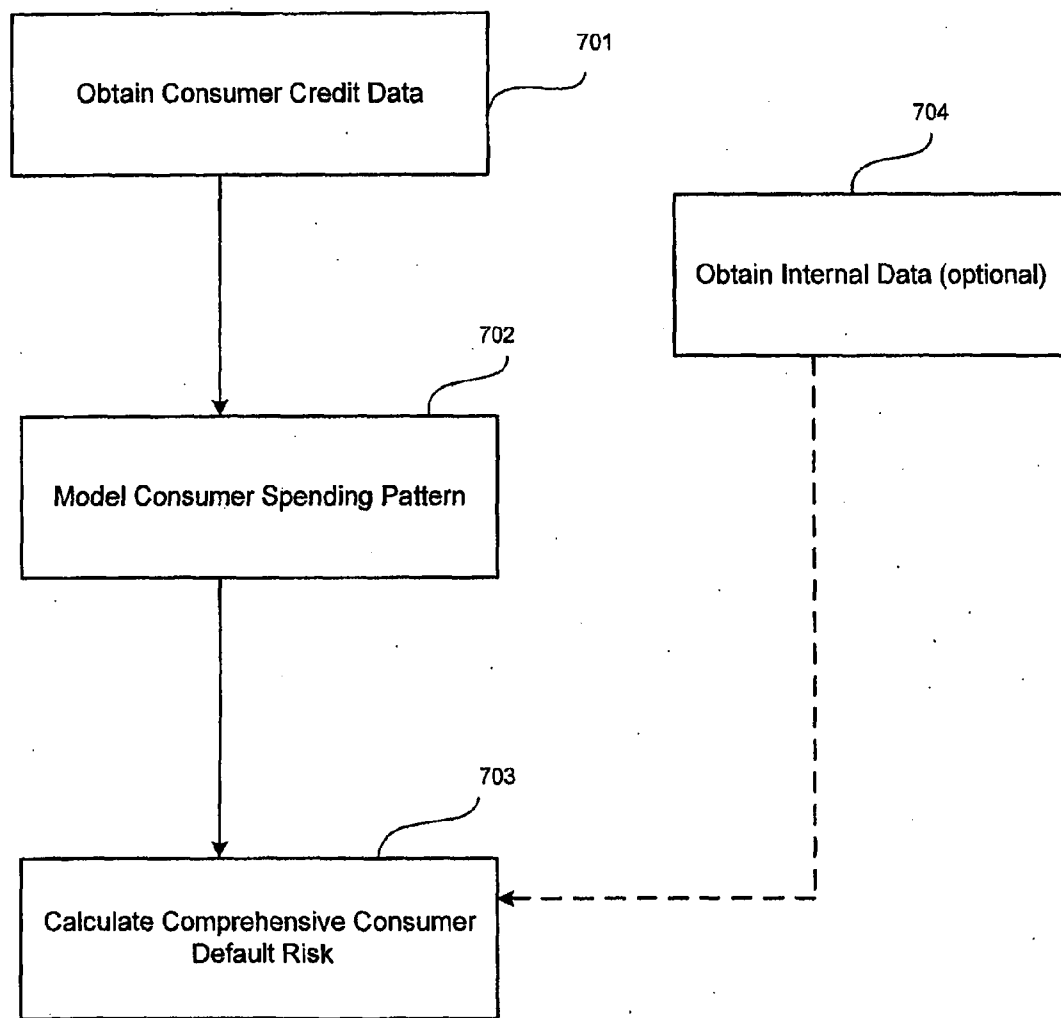 701
Obtain Consumer Credit Data
704
Obtain Internal Data (optional)
702
Model Consumer Spending Pattern
703
Calculate Comprehensive Consumer
Default Risk